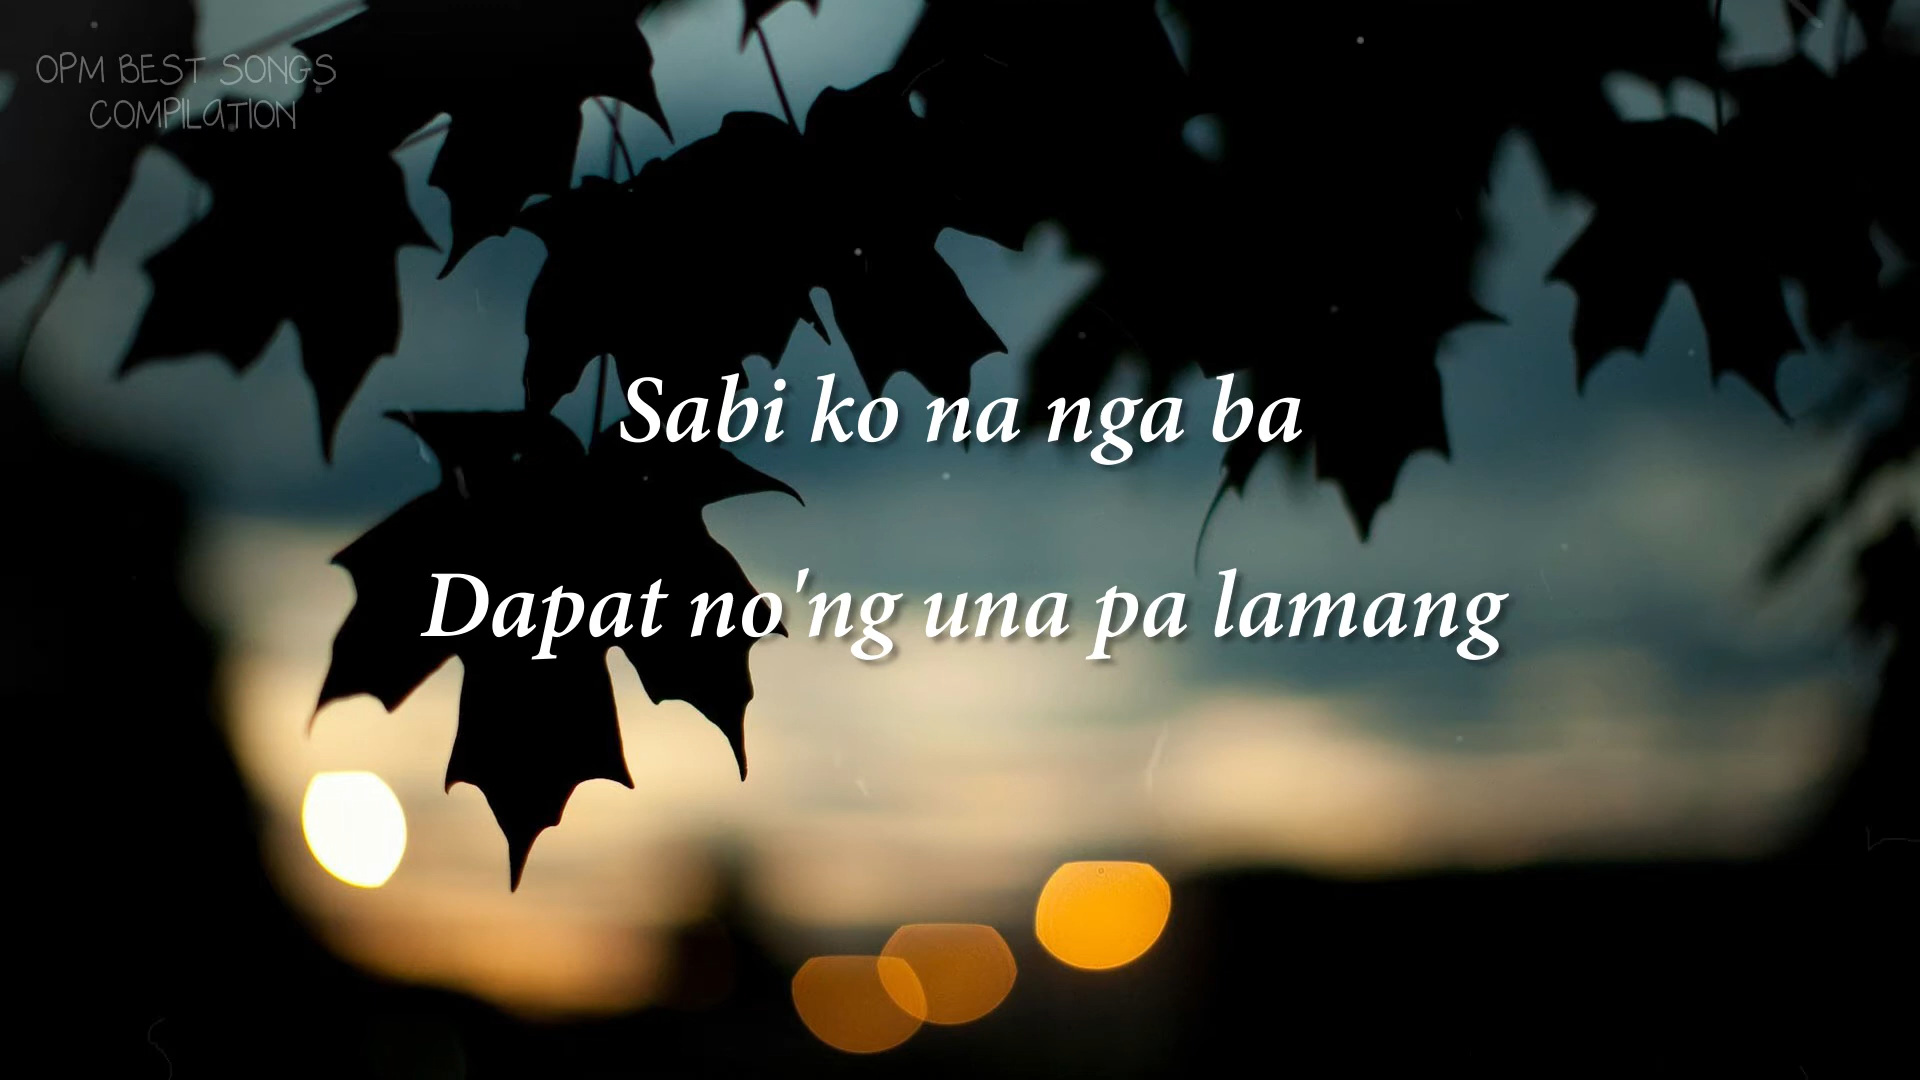 OPM BEST SONGS
COMPILATION
Sabi ko na nga ba
Dapat no'ng una pa lamang